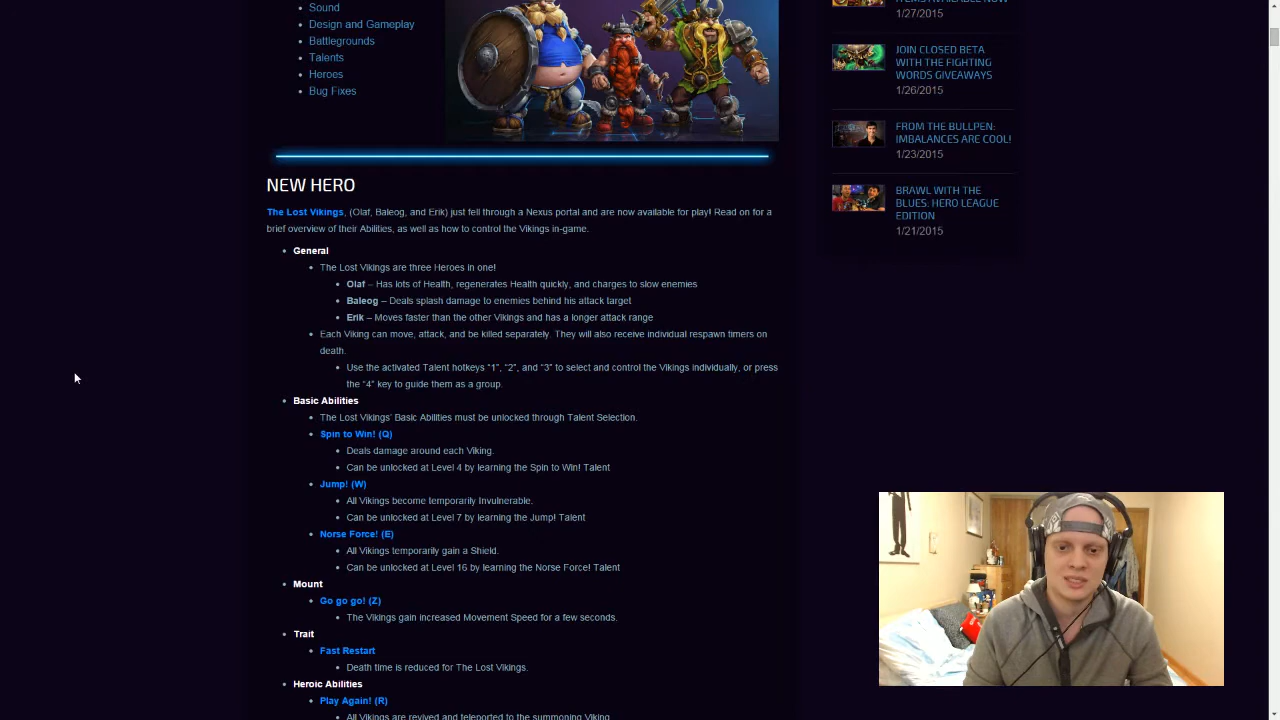 Sound
Design and Gameplay
Battlegrounds
Talents
Heroes
Bug Fixes
NEW HERO
The Lost Vikings, (Olaf, Baleog, and Erik) just fell through a Nexus portal and are now available for play! Read on for a
brief overview of their Abilities, as well as how to control the Vikings in-game.
General
The Lost Vikings are three Heroes in one!
Olaf – Has lots of Health, regenerates Health quickly, and charges to slow enemies
Baleog – Deals splash damage to enemies behind his attack target
Erik – Moves faster than the other Vikings and has a longer attack range
Each Viking can move, attack, and be killed separately. They will also receive individual respawn timers on
death.
Use the activated Talent hotkeys “1”, “2”, and “3” to select and control the Vikings individually, or press
the “4” key to guide them as a group.
Basic Abilities
The Lost Vikings’ Basic Abilities must be unlocked through Talent Selection.
Spin to Win! (Q)
Deals damage around each Viking.
Can be unlocked at Level 4 by learning the Spin to Win! Talent
Jump! (W)
All Vikings become temporarily Invulnerable.
Can be unlocked at Level 7 by learning the Jump! Talent
Norse Force! (E)
All Vikings temporarily gain a Shield.
Can be unlocked at Level 16 by learning the Norse Force! Talent
Mount
Go go go! (Z)
The Vikings gain increased Movement Speed for a few seconds.
Trait
Fast Restart
Death time is reduced for The Lost Vikings.
Heroic Abilities
Play Again! (R)
All Vikings are revived and teleported to the summoning Viking
1/27/2015
JOIN CLOSED BETA
WITH THE FIGHTING
WORDS GIVEAWAYS
1/26/2015
FROM THE BULLPEN:
IMBALANCES ARE COOL!
1/23/2015
BRAWL WITH THE
BLUES: HERO LEAGUE
EDITION
1/21/2015